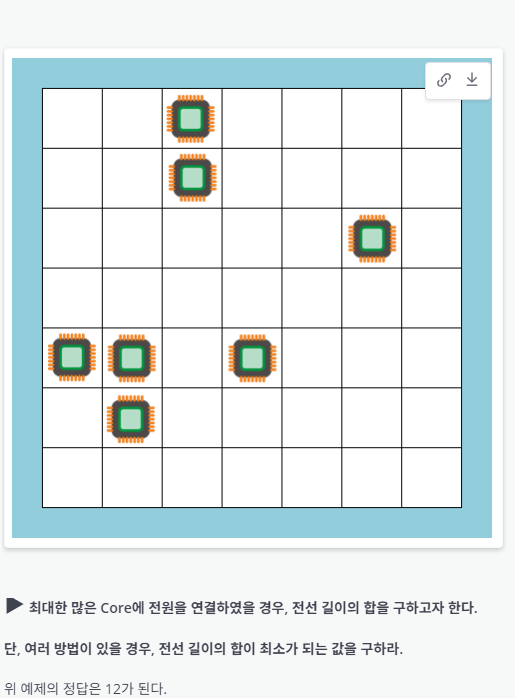 ▶ 최대한 많은 Core에 전원을 연결하였을 경우, 전선 길이의 합을 구하고자 한다.
단, 여러 방법이 있을 경우, 전선 길이의 합이 최소가 되는 값을 구하라.
위 예제의 정답은 12가 된다.